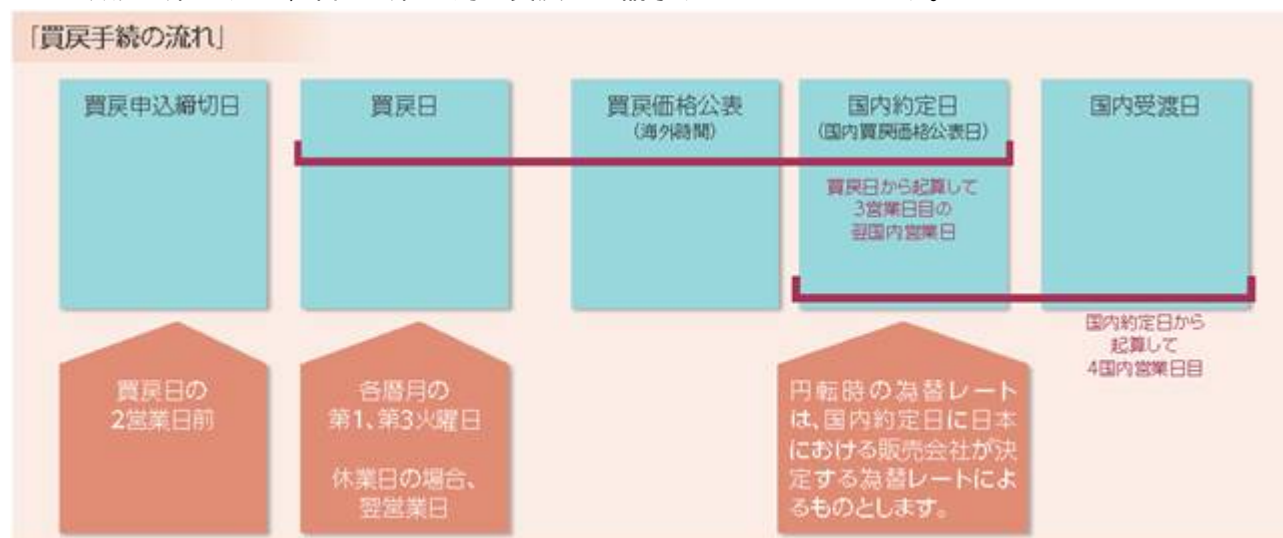 「買戻手続の流れ」
買戻申込締切日
買戻日
買戻価格公表
（海外時間）
国内約定日
（国内買戻価格公表日）
国内受渡日
買戻日から起算して
3営業日目の
翌国内営業日
国内約定日から
起算して
4国内営業日目
買戻日の
2営業日前
各暦月の
第1、第3火曜日
休業日の場合、
翌営業日
円転時の為替レート
は、国内約定日に日本
における販売会社が決
定する為替レートによ
るものとします。